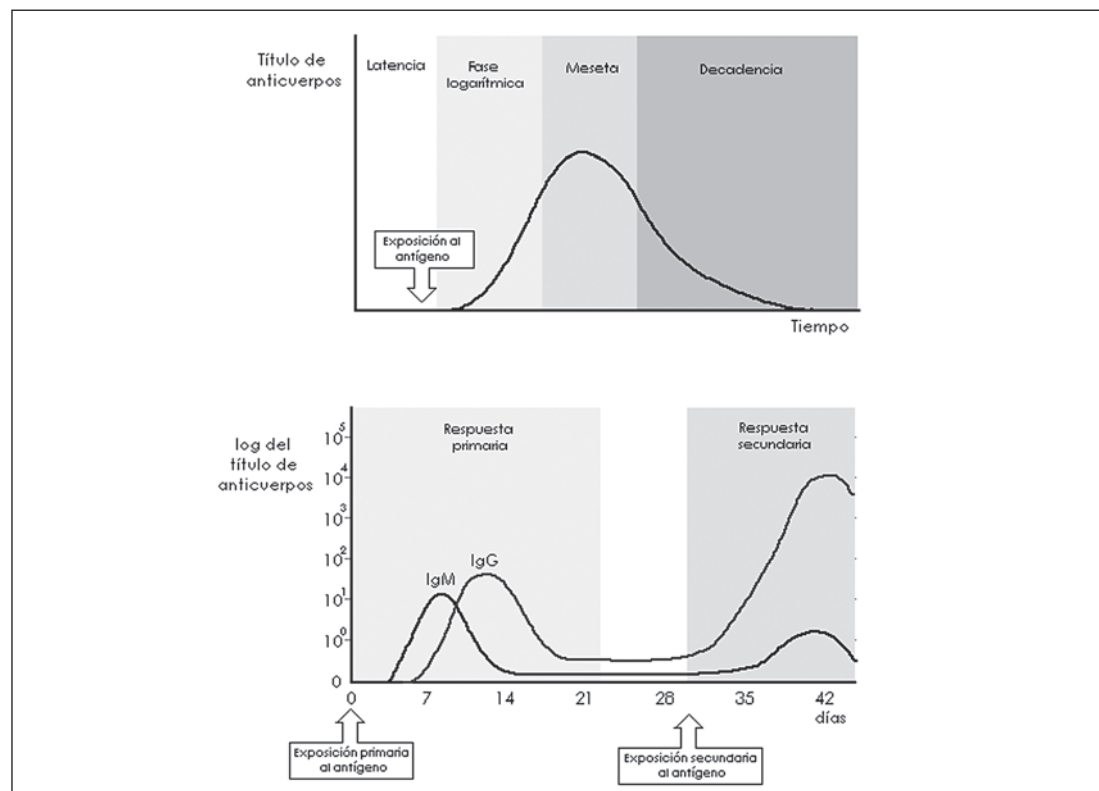 Título de
anticuerpos
Latencia
Fase
logarítmica
Meseta
Decadencia
Exposición al
antígeno
Tiempo
log del
título de
anticuerpos
Respuesta
primaria
Respuesta
secundaria
10⁵
10⁴
10³
10²
10¹
10⁰
0
IgM
IgG
0 7 14 21 28 35 42
días
Exposición primaria
al antígeno
Exposición secundaria
al antígeno